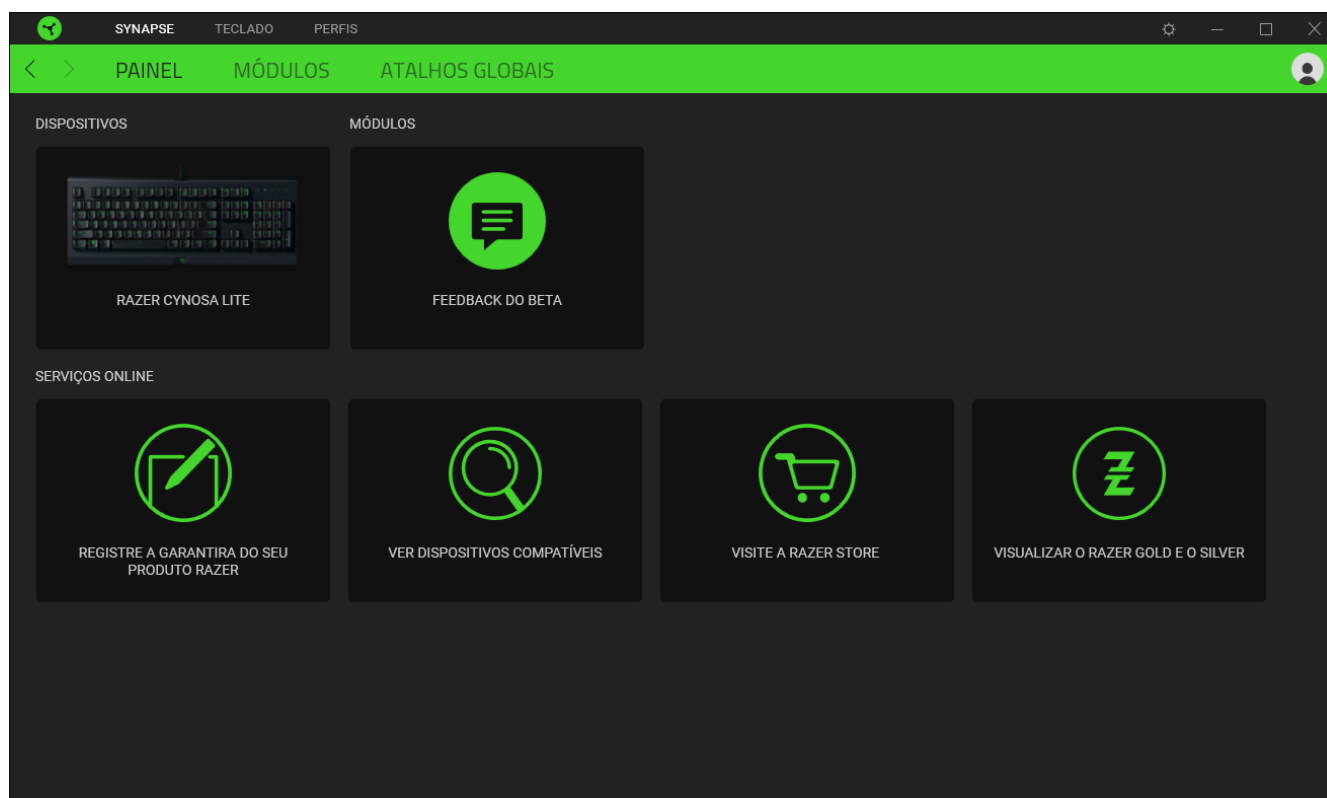 SYNAPSE TECLADO PERFIS
PAINEL MÓDULOS ATALHOS GLOBAIS
DISPOSITIVOS MÓDULOS
RAZER CYNOSA LITE
FEEDBACK DO BETA
SERVIÇOS ONLINE
REGISTRE A GARANTIRA DO SEU
PRODUTO RAZER
VER DISPOSITIVOS COMPATÍVEIS
VISITE A RAZER STORE
VISUALIZAR O RAZER GOLD E O SILVER